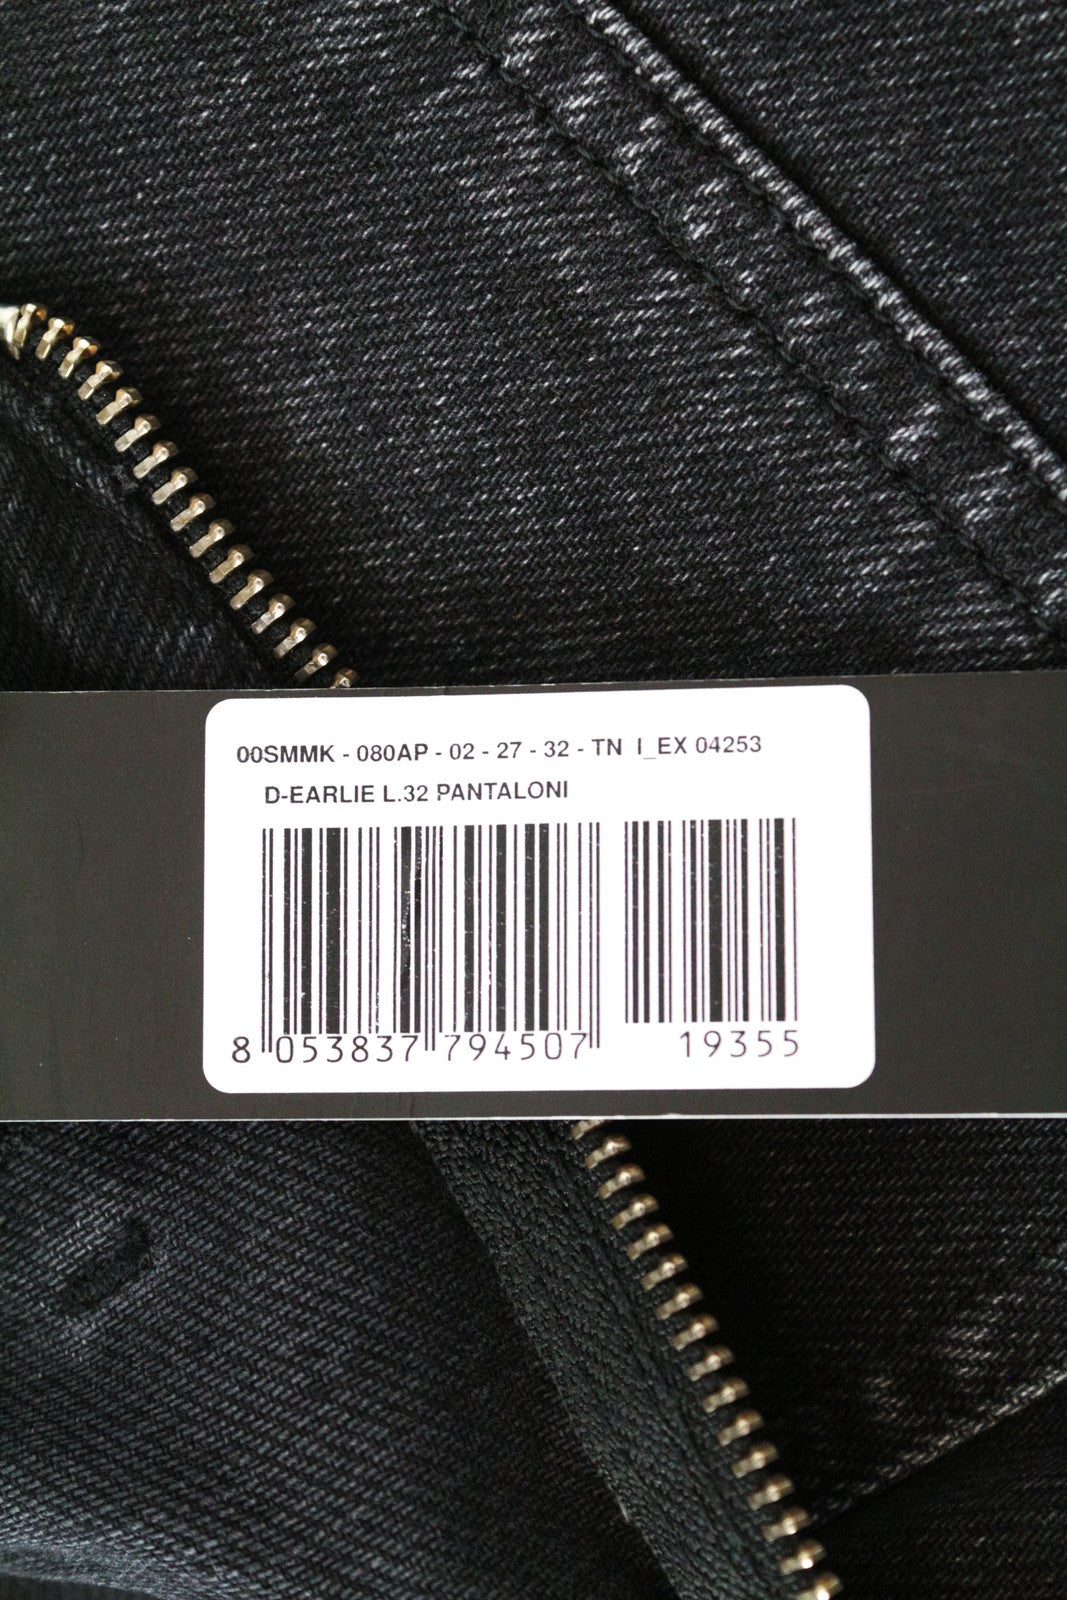 00SMMK - 080AP - 02 - 27 - 32 - TN I_EX 04253
D-EARLIE L.32 PANTALONI
8 053837 794507 19355